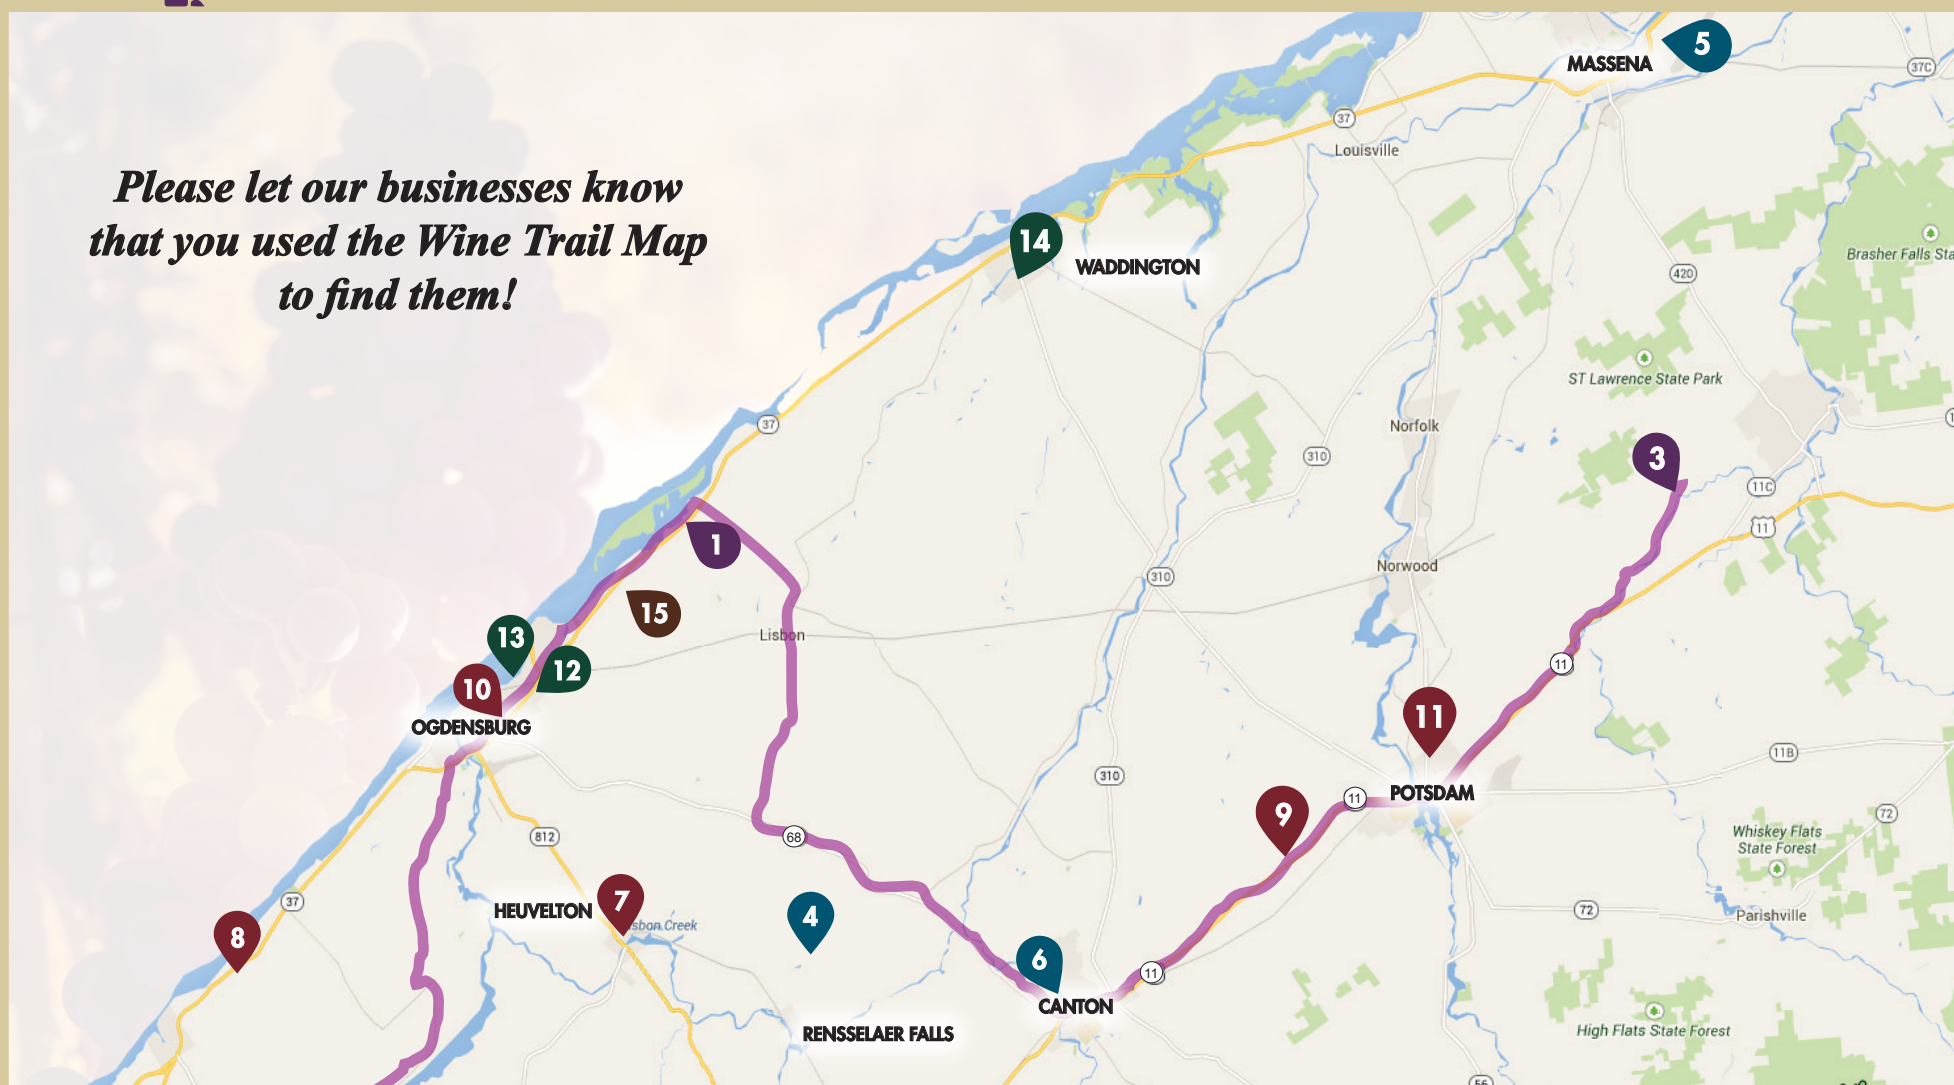 5
MASSENA
37C
37
Louisville
Please let our businesses know
that you used the Wine Trail Map
to find them!
14
WADDINGTON
420
Brasher Falls Sta
ST Lawrence State Park
37
Norfolk
310
3
11C
11
1
15
Norwood
310
13
12
Lisbon
10
OGDENSBURG
11
11
310
11B
POTSDAM
11
9
68
812
72
Whiskey Flats
State Forest
HEUVELTON
7
sbon Creek
4
37
8
72
Parishville
6
11
CANTON
RENSSELAER FALLS
High Flats State Forest
56